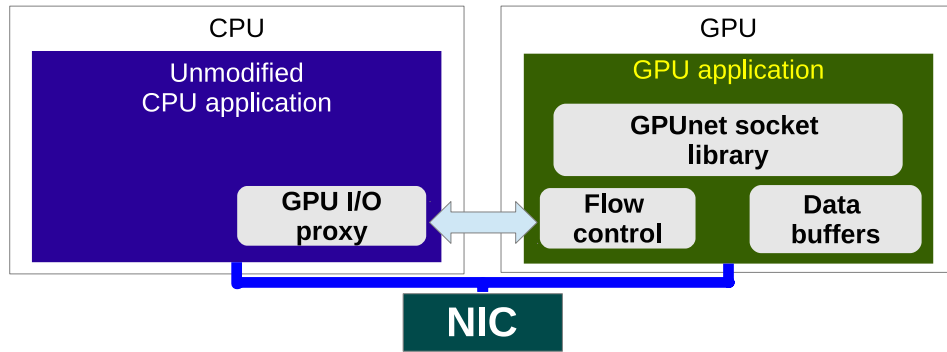 CPU
Unmodified
CPU application
GPU I/O
proxy
GPU
GPU application
GPUnet socket
library
Flow
control
Data
buffers
NIC